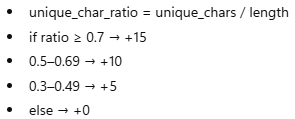 • unique_char_ratio = unique_chars / length
• if ratio ≥ 0.7 → +15
• 0.5–0.69 → +10
• 0.3–0.49 → +5
• else → +0